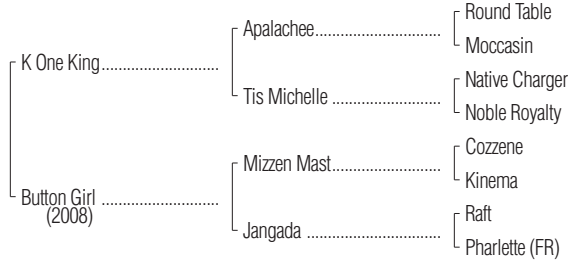 Round Table
Apalachee
Moccasin
K One King
Native Charger
Tis Michelle
Noble Royalty
Cozzene
Mizzen Mast
Kinema
Button Girl
(2008)
Raft
Jangada
Pharlette (FR)